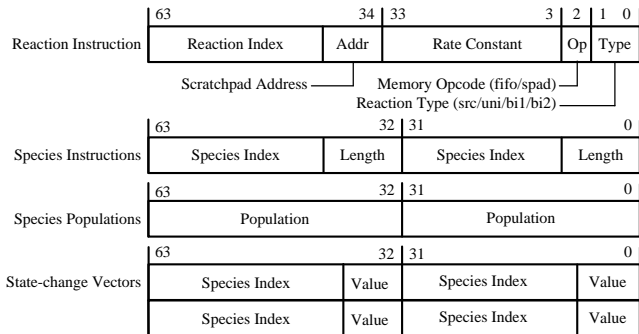 63 34 33 3 2 1 0
Reaction Instruction Reaction Index Addr Rate Constant Op Type
Scratchpad Address Memory Opcode (fifo/spad)
Reaction Type (src/uni/bi1/bi2)
63 32 31 0
Species Instructions Species Index Length Species Index Length
63 32 31 0
Species Populations Population Population
63 32 31 0
State-change Vectors Species Index Value Species Index Value
Species Index Value Species Index Value